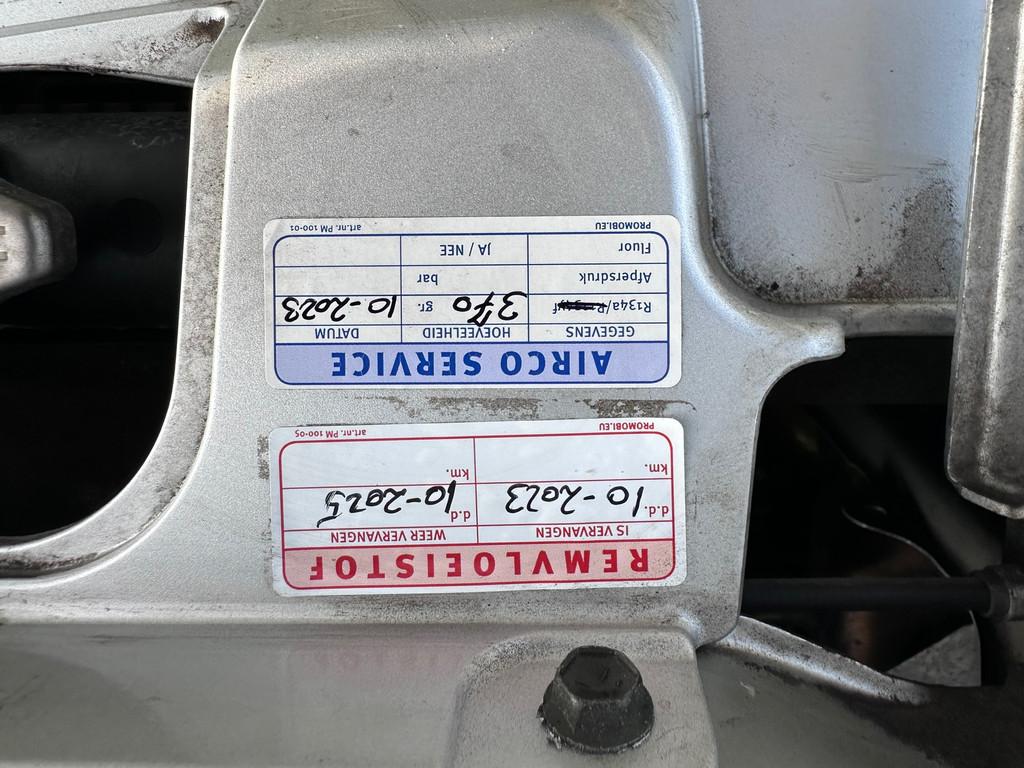 REMVLOEISTOF
IS VERVANGEN WEER VERVANGEN
d.d. 10-2023 d.d 10-2025
km. km.
PROMOBI.EU art.nr. PM 100-05
AIRCO SERVICE
GEGEVENS HOEVEELHEID DATUM
R134a/ 370 gr. 10-2023
Afpersdruk bar
Fluor JA / NEE
PROMOBI.EU art.nr. PM 100-01